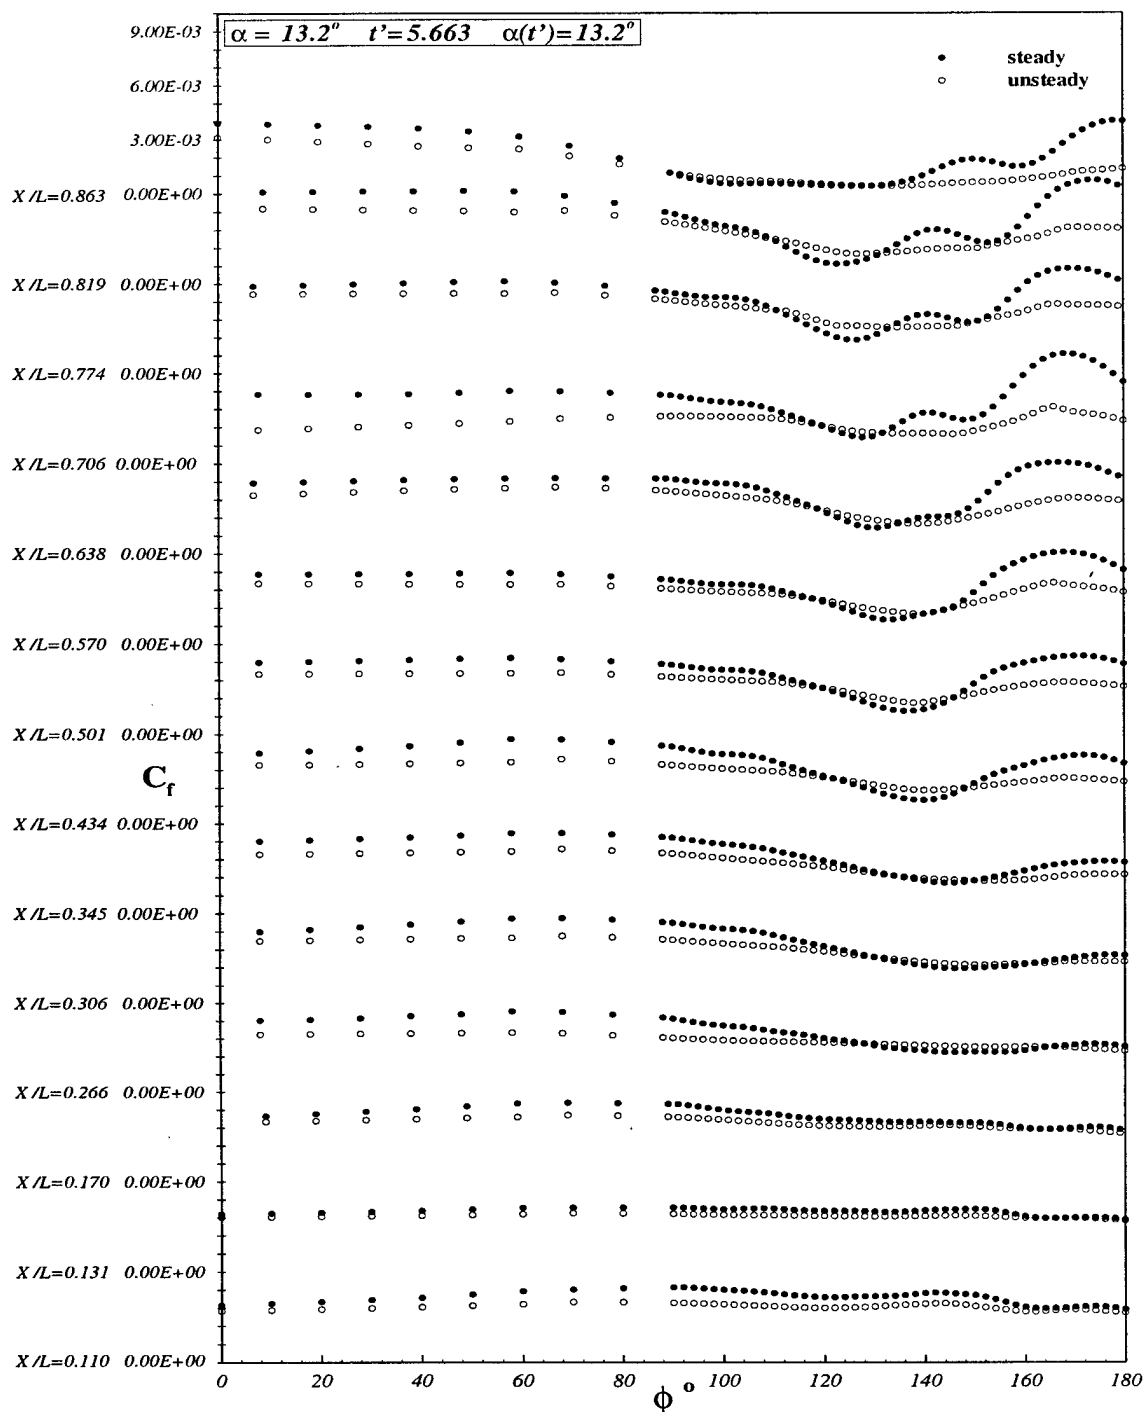 9.00E-03
α = 13.2° t'=5.663 α(t')=13.2°
steady
6.00E-03
unsteady
3.00E-03
X/L=0.863 0.00E+00
X/L=0.819 0.00E+00
X/L=0.774 0.00E+00
X/L=0.706 0.00E+00
X/L=0.638 0.00E+00
X/L=0.570 0.00E+00
X/L=0.501 0.00E+00
Cf
X/L=0.434 0.00E+00
X/L=0.345 0.00E+00
X/L=0.306 0.00E+00
X/L=0.266 0.00E+00
X/L=0.170 0.00E+00
X/L=0.131 0.00E+00
X/L=0.110 0.00E+00
0 20 40 60 80 100 120 140 160 180
ϕ °